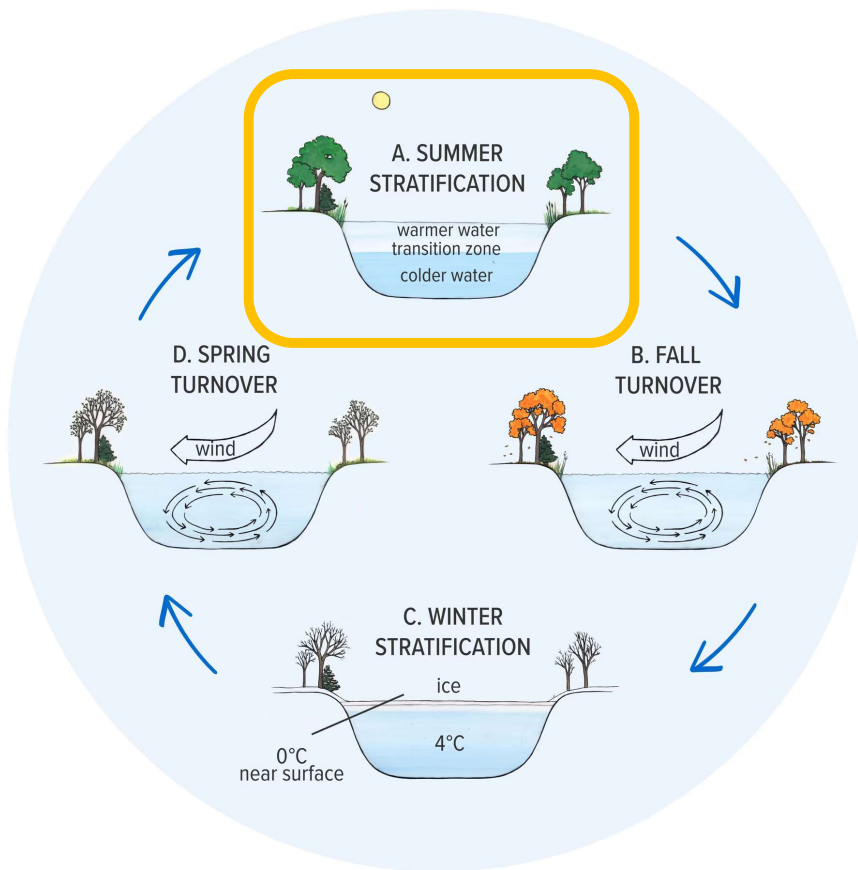 A. SUMMER
STRATIFICATION
warmer water
transition zone
colder water
D. SPRING
TURNOVER
wind
B. FALL
TURNOVER
wind
C. WINTER
STRATIFICATION
ice
4°C
0°C
near surface